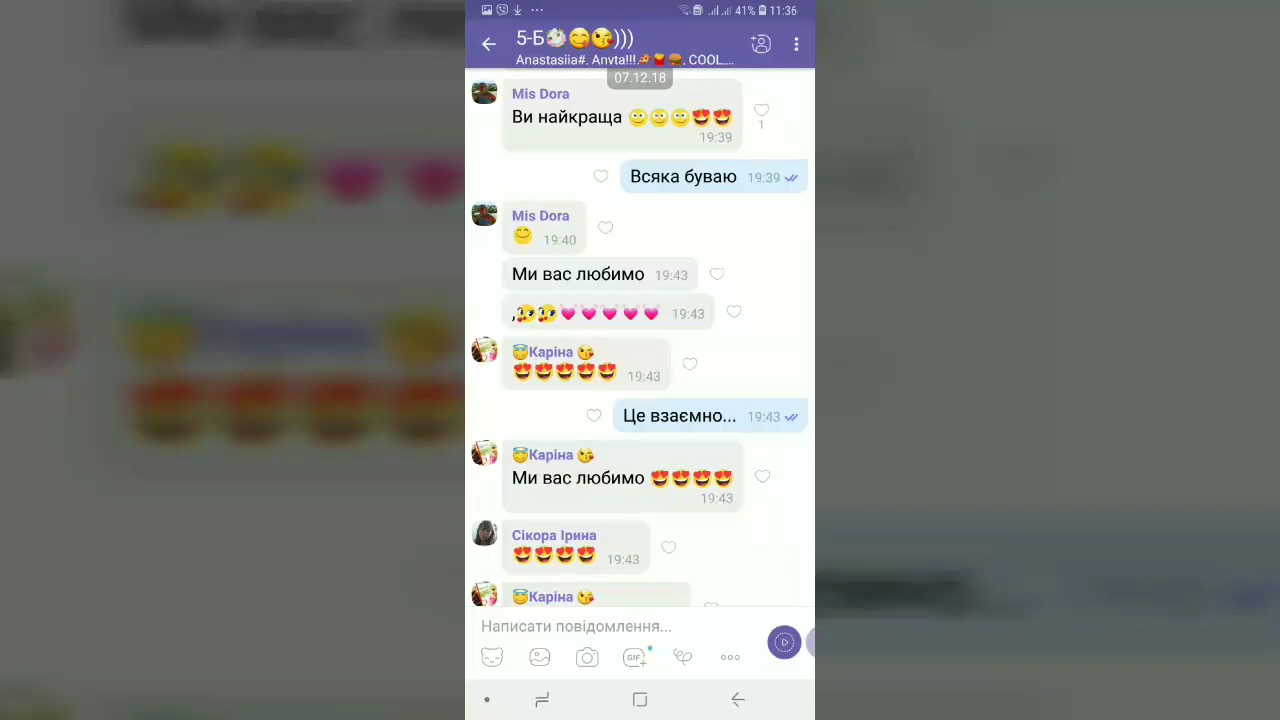 41% 11:36
5-Б💮😋😘)))
Anastasiia#, Anyta!!!🍕🍟🍔, COOL....
07.12.18
Mis Dora
Ви найкраща 🙂🙂🙂😍😍
19:39
1
Всяка буваю 19:39
Mis Dora
😊 19:40
Ми вас любимо 19:43
,😘😘💓💓💓💓💓 19:43
😇Каріна 😘
😍😍😍😍😍 19:43
Це взаємно... 19:43
😇Каріна 😘
Ми вас любимо 😍😍😍😍
19:43
Сікора Ірина
😍😍😍😍 19:43
😇Каріна 😘
Написати повідомлення...
GIF